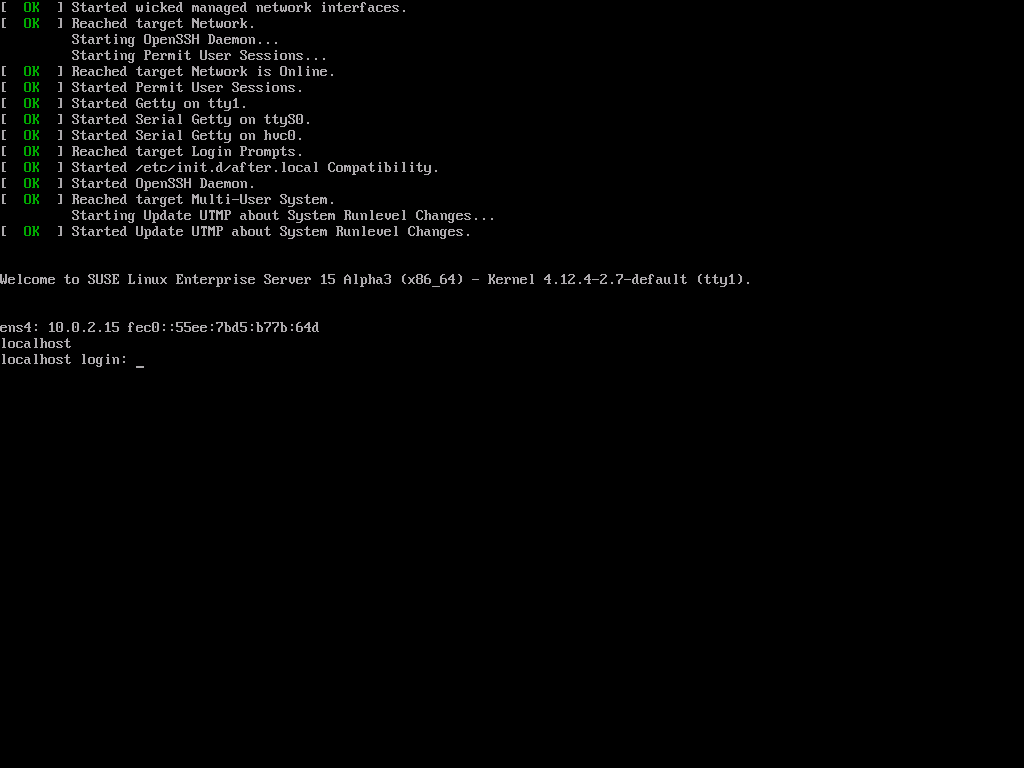 [  OK  ] Started wicked managed network interfaces.
[  OK  ] Reached target Network.
         Starting OpenSSH Daemon...
         Starting Permit User Sessions...
[  OK  ] Reached target Network is Online.
[  OK  ] Started Permit User Sessions.
[  OK  ] Started Getty on tty1.
[  OK  ] Started Serial Getty on ttyS0.
[  OK  ] Started Serial Getty on hvc0.
[  OK  ] Reached target Login Prompts.
[  OK  ] Started /etc/init.d/after.local Compatibility.
[  OK  ] Started OpenSSH Daemon.
[  OK  ] Reached target Multi-User System.
         Starting Update UTMP about System Runlevel Changes...
[  OK  ] Started Update UTMP about System Runlevel Changes.
Welcome to SUSE Linux Enterprise Server 15 Alpha3 (x86_64) - Kernel 4.12.4-2.7-default (tty1).
ens4: 10.0.2.15 fec0::55ee:7bd5:b77b:64d
localhost
localhost login: _